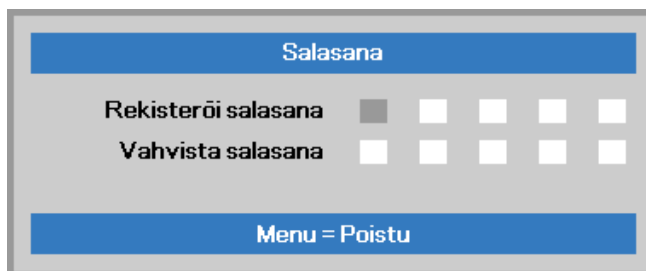 Salasana
Rekisteröi salasana
Vahvista salasana
Menu = Poistu